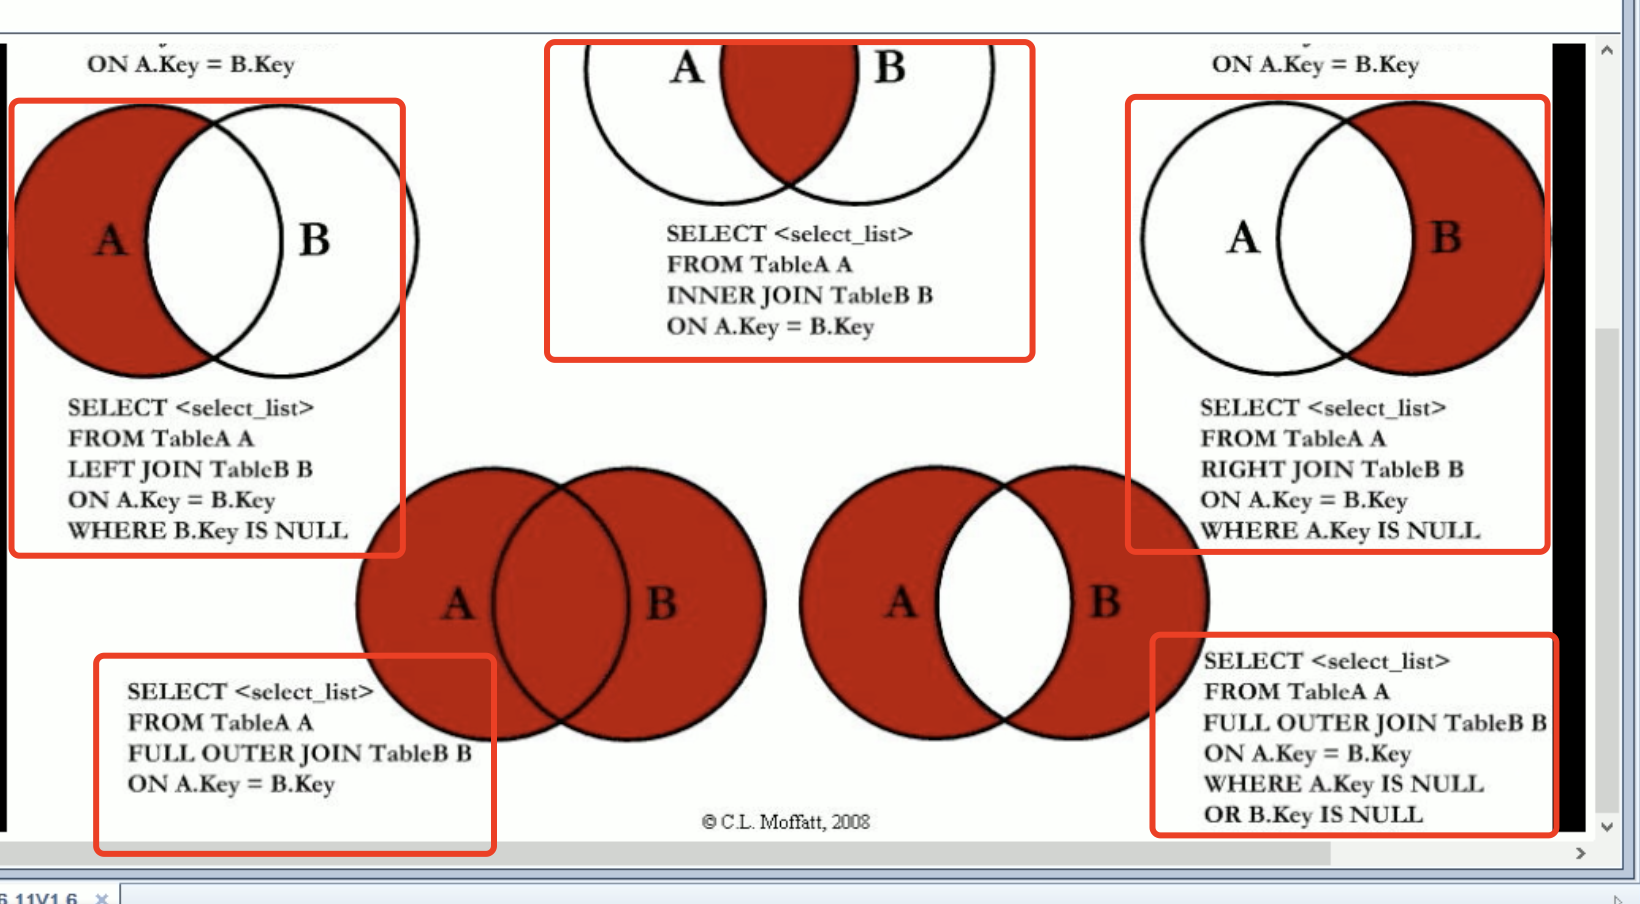 ON A.Key = B.Key
A B
ON A.Key = B.Key
A B
SELECT <select_list>
FROM TableA A
LEFT JOIN TableB B
ON A.Key = B.Key
WHERE B.Key IS NULL
SELECT <select_list>
FROM TableA A
INNER JOIN TableB B
ON A.Key = B.Key
A B
SELECT <select_list>
FROM TableA A
RIGHT JOIN TableB B
ON A.Key = B.Key
WHERE A.Key IS NULL
A B
SELECT <select_list>
FROM TableA A
FULL OUTER JOIN TableB B
ON A.Key = B.Key
A B
SELECT <select_list>
FROM TableA A
FULL OUTER JOIN TableB B
ON A.Key = B.Key
WHERE A.Key IS NULL
OR B.Key IS NULL
© C.L. Moffatt, 2008